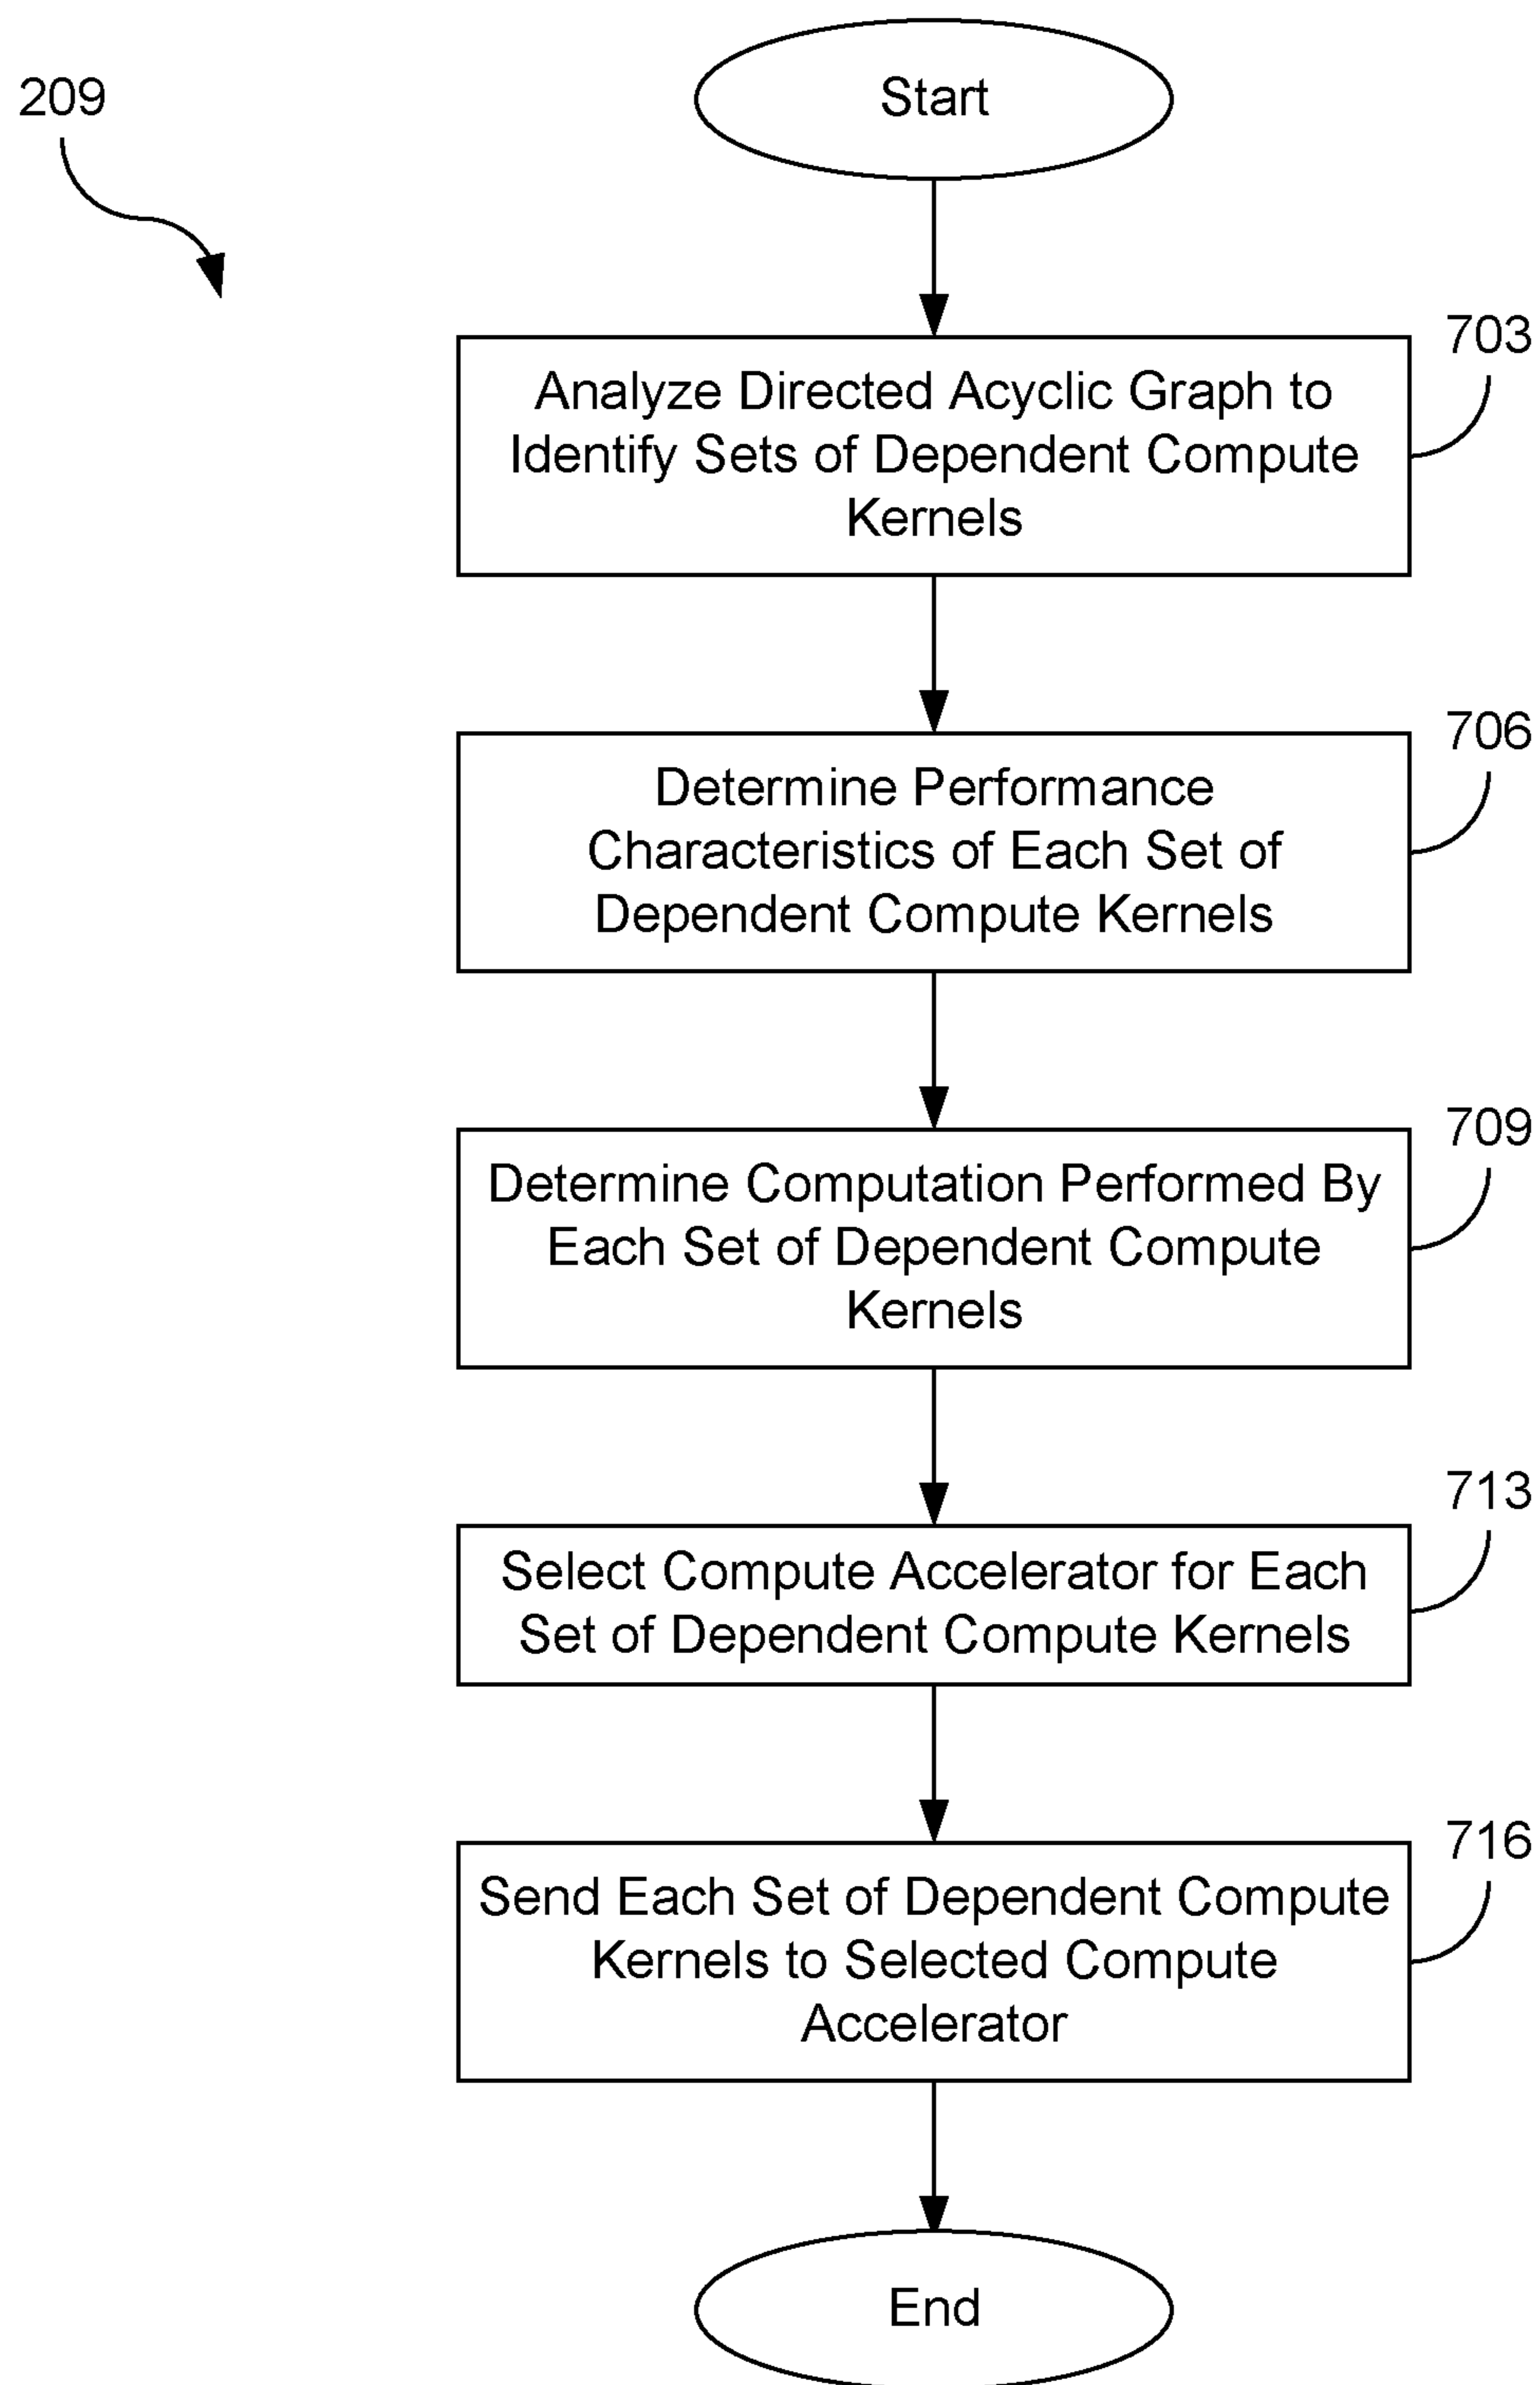 209
Start
703
Analyze Directed Acyclic Graph to
Identify Sets of Dependent Compute
Kernels
706
Determine Performance
Characteristics of Each Set of
Dependent Compute Kernels
709
Determine Computation Performed By
Each Set of Dependent Compute
Kernels
713
Select Compute Accelerator for Each
Set of Dependent Compute Kernels
716
Send Each Set of Dependent Compute
Kernels to Selected Compute
Accelerator
End